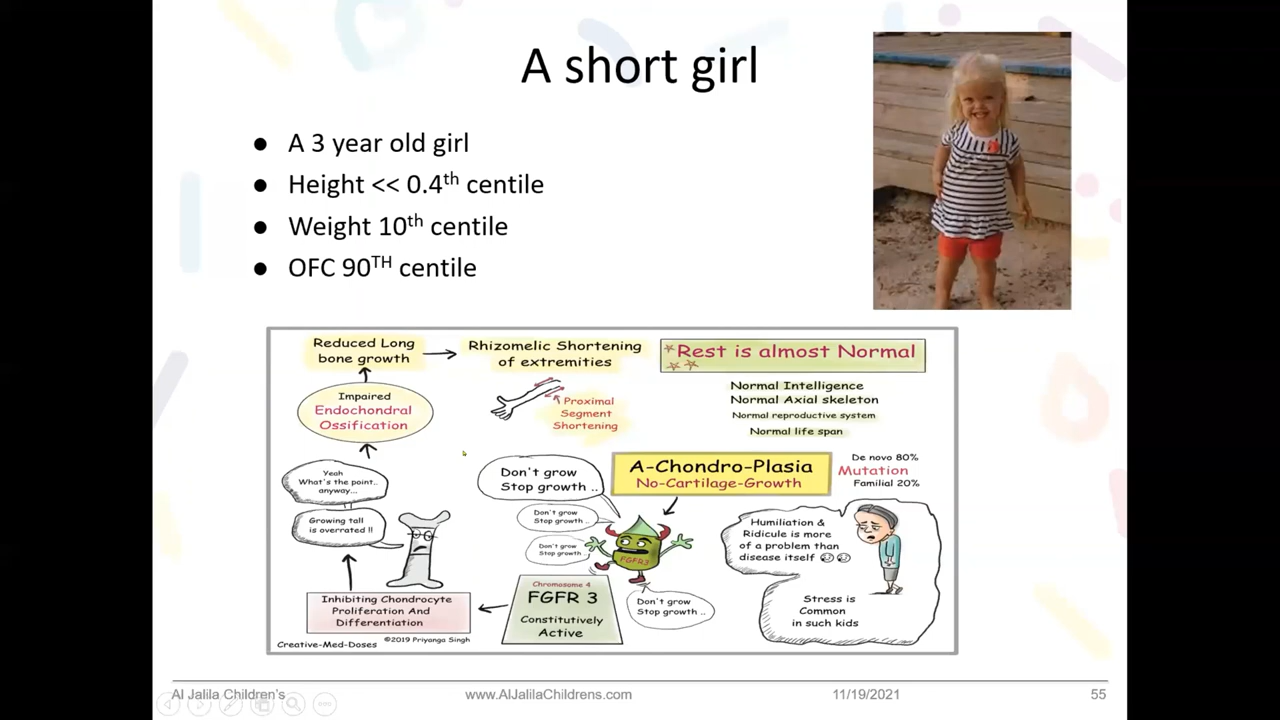 A short girl
● A 3 year old girl
● Height << 0.4th centile
● Weight 10th centile
● OFC 90TH centile
Reduced Long
bone growth
Rhizomelic Shortening
of extremities
Rest is almost Normal
Impaired
Endochondral
Ossification
Proximal
Segment
Shortening
Normal Intelligence
Normal Axial skeleton
Normal reproductive system
Normal life span
Yeah
What's the point..
anyway...
Growing tall
is overrated !!
Don't grow
Stop growth ..
A-Chondro-Plasia
No-Cartilage-Growth
De novo 80%
Mutation
Familial 20%
Don't grow
Stop growth ..
Don't grow
Stop growth ..
FGFR3
Humiliation &
Ridicule is more
of a problem than
disease itself
Stress is
Common
in such kids
Inhibiting Chondrocyte
Proliferation And
Differentiation
Chromosome 4
FGFR 3
Constitutively
Active
Don't grow
Stop growth ..
Creative-Med-Doses
©2019 Priyanga Singh
Al Jalila Children's
www.AlJalilaChildrens.com
11/19/2021
55